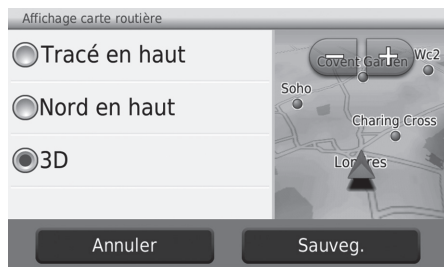 Affichage carte routière
Tracé en haut
Nord en haut
3D
Covent Garden
Wc2
Soho
Charing Cross
Londres
Annuler
Sauveg.